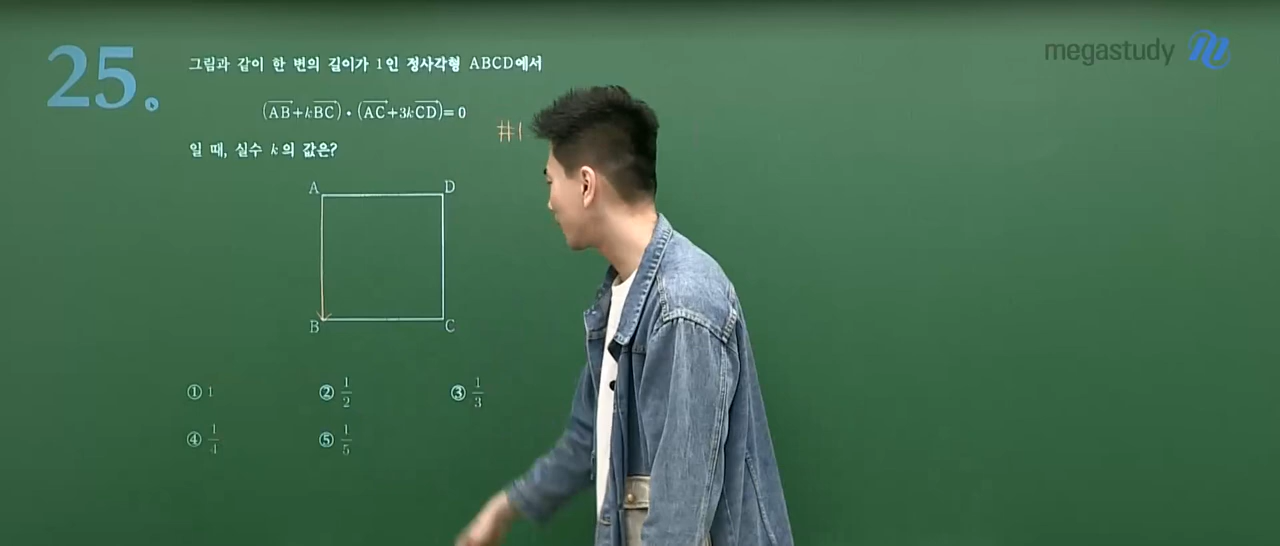 megastudy
25.
그림과 같이 한 변의 길이가 1인 정사각형 ABCD에서
(AB+kBC)•(AC+3kCD)=0
#1
일 때, 실수 k의 값은?
A D
B C
① 1 ② 1/2 ③ 1/3
④ 1/4 ⑤ 1/5